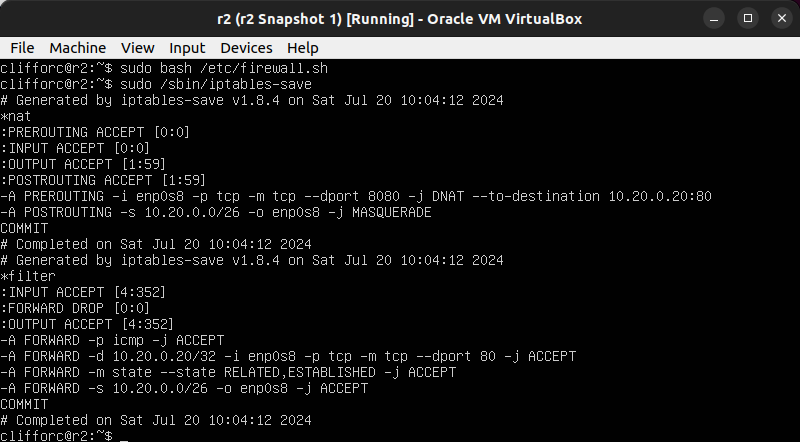 r2 (r2 Snapshot 1) [Running] - Oracle VM VirtualBox
File Machine View Input Devices Help
clifforc@r2:~$ sudo bash /etc/firewall.sh
clifforc@r2:~$ sudo /sbin/iptables-save
# Generated by iptables-save v1.8.4 on Sat Jul 20 10:04:12 2024
*nat
:PREROUTING ACCEPT [0:0]
:INPUT ACCEPT [0:0]
:OUTPUT ACCEPT [1:59]
:POSTROUTING ACCEPT [1:59]
-A PREROUTING -i enp0s8 -p tcp -m tcp --dport 8080 -j DNAT --to-destination 10.20.0.20:80
-A POSTROUTING -s 10.20.0.0/26 -o enp0s8 -j MASQUERADE
COMMIT
# Completed on Sat Jul 20 10:04:12 2024
# Generated by iptables-save v1.8.4 on Sat Jul 20 10:04:12 2024
*filter
:INPUT ACCEPT [4:352]
:FORWARD DROP [0:0]
:OUTPUT ACCEPT [4:352]
-A FORWARD -p icmp -j ACCEPT
-A FORWARD -d 10.20.0.20/32 -i enp0s8 -p tcp -m tcp --dport 80 -j ACCEPT
-A FORWARD -m state --state RELATED,ESTABLISHED -j ACCEPT
-A FORWARD -s 10.20.0.0/26 -o enp0s8 -j ACCEPT
COMMIT
# Completed on Sat Jul 20 10:04:12 2024
clifforc@r2:~$ _